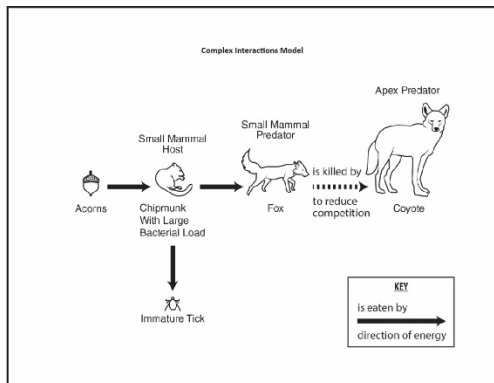 Complex Interactions Model
Apex Predator
Small Mammal
Predator
Small Mammal
Host
is killed by
to reduce
competition
Acorns
Chipmunk
With Large
Bacterial Load
Fox
Coyote
Immature Tick
KEY
is eaten by
direction of energy